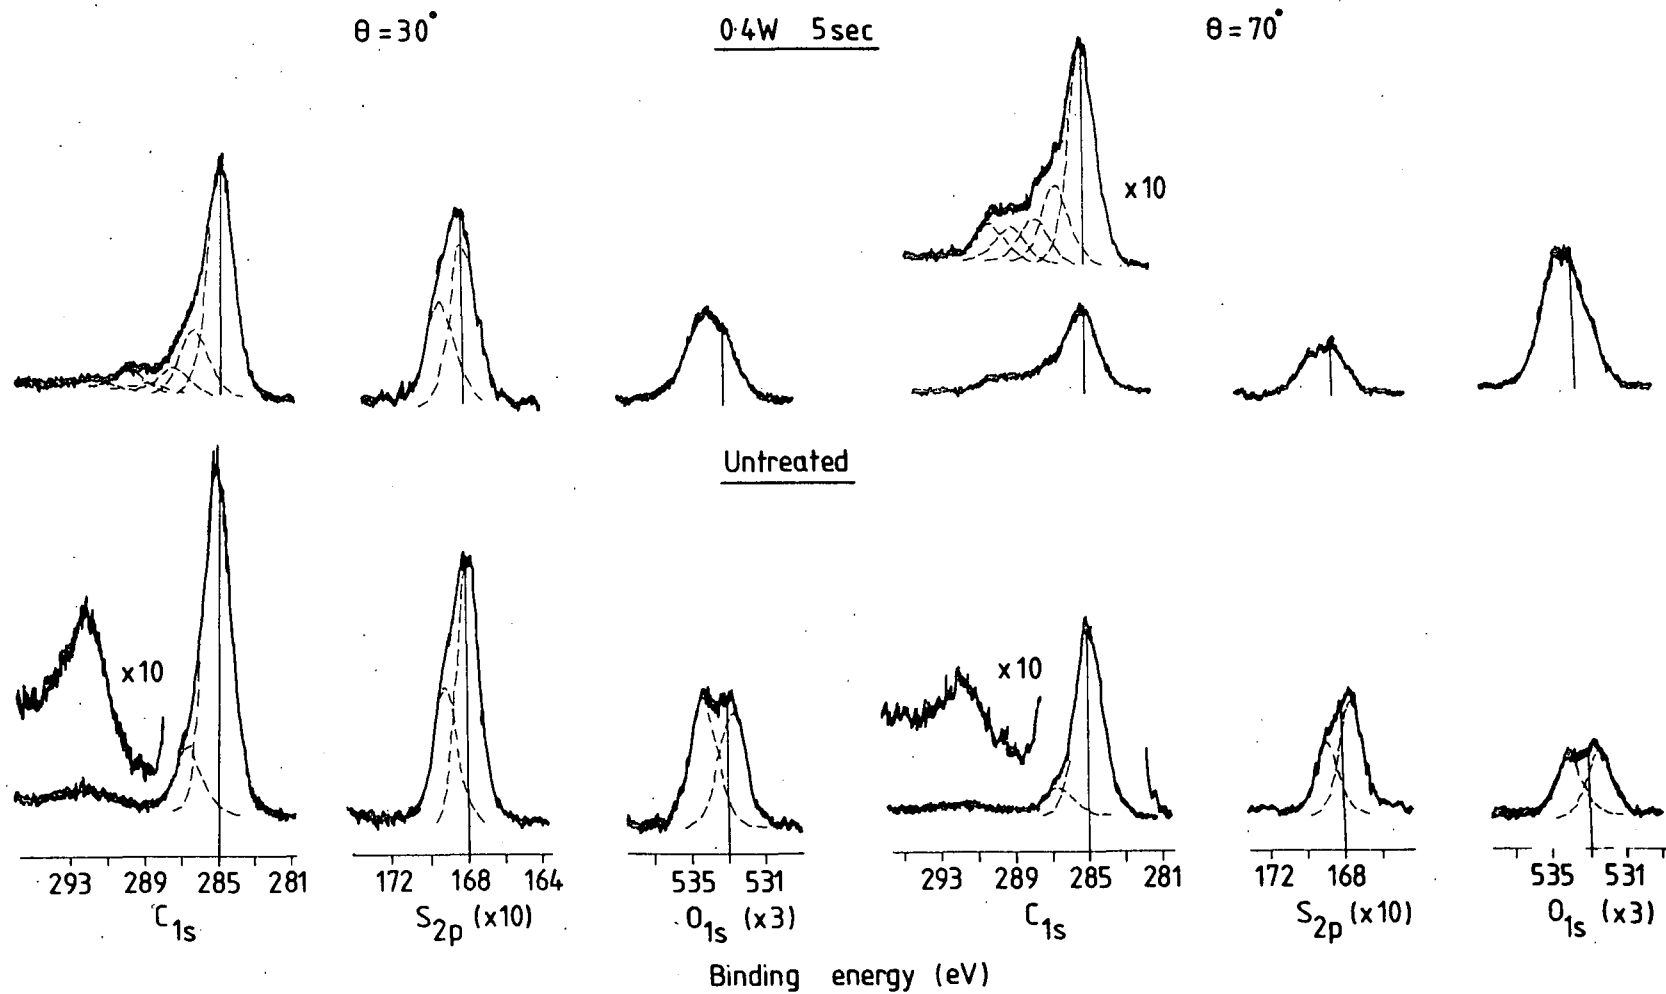 θ = 30° 0·4W 5sec θ = 70°
x10
Untreated
x10 x10
293 289 285 281 172 168 164 535 531 293 289 285 281 172 168 535 531
C1s S2p (x10) O1s (x3) C1s S2p (x10) O1s (x3)
Binding energy (eV)